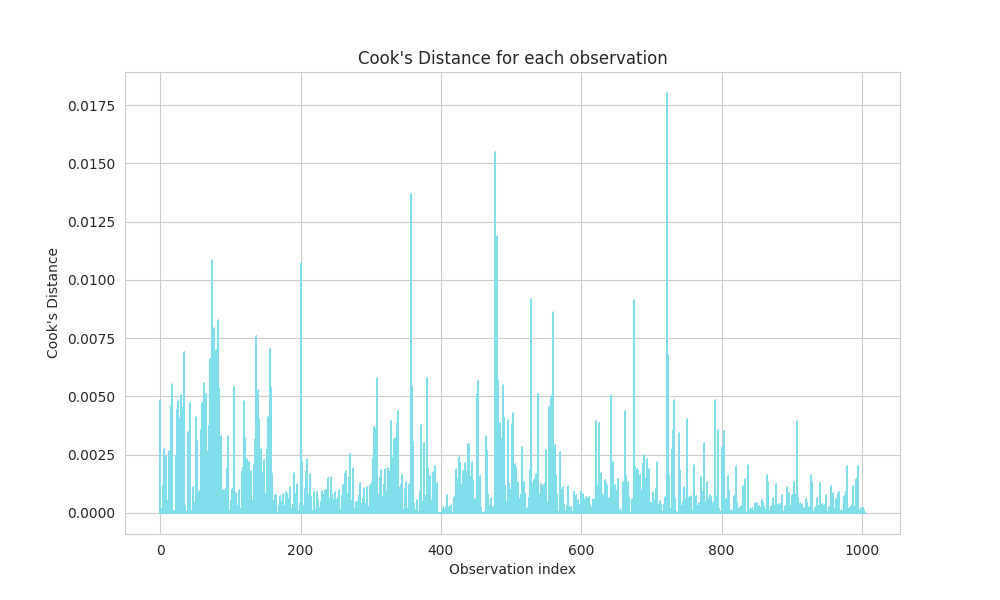 Cook's Distance for each observation
0.0175
0.0150
0.0125
0.0100
0.0075
0.0050
0.0025
0.0000
Cook's Distance
0 200 400 600 800 1000
Observation index